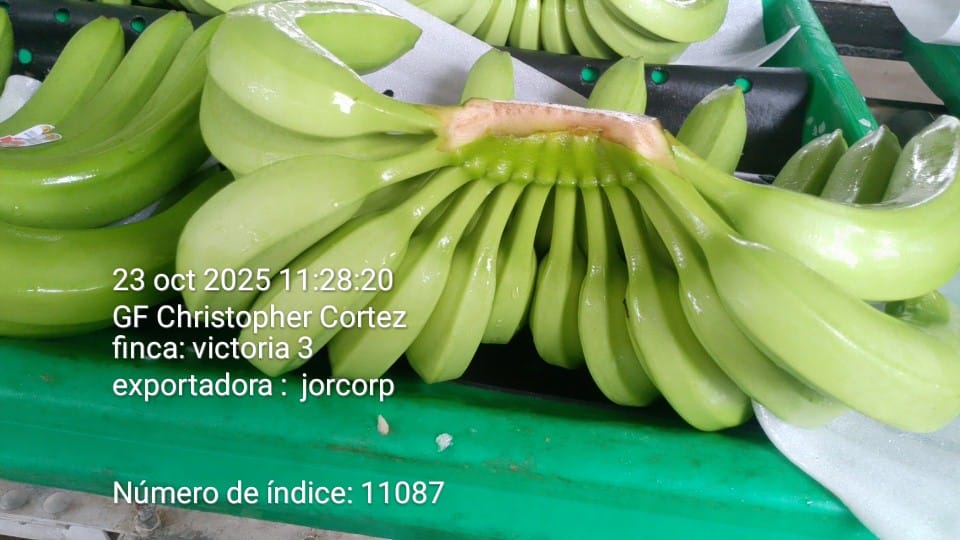 23 oct 2025 11:28:20
GF Christopher Cortez
finca: victoria 3
exportadora :  jorcorp
Número de índice: 11087